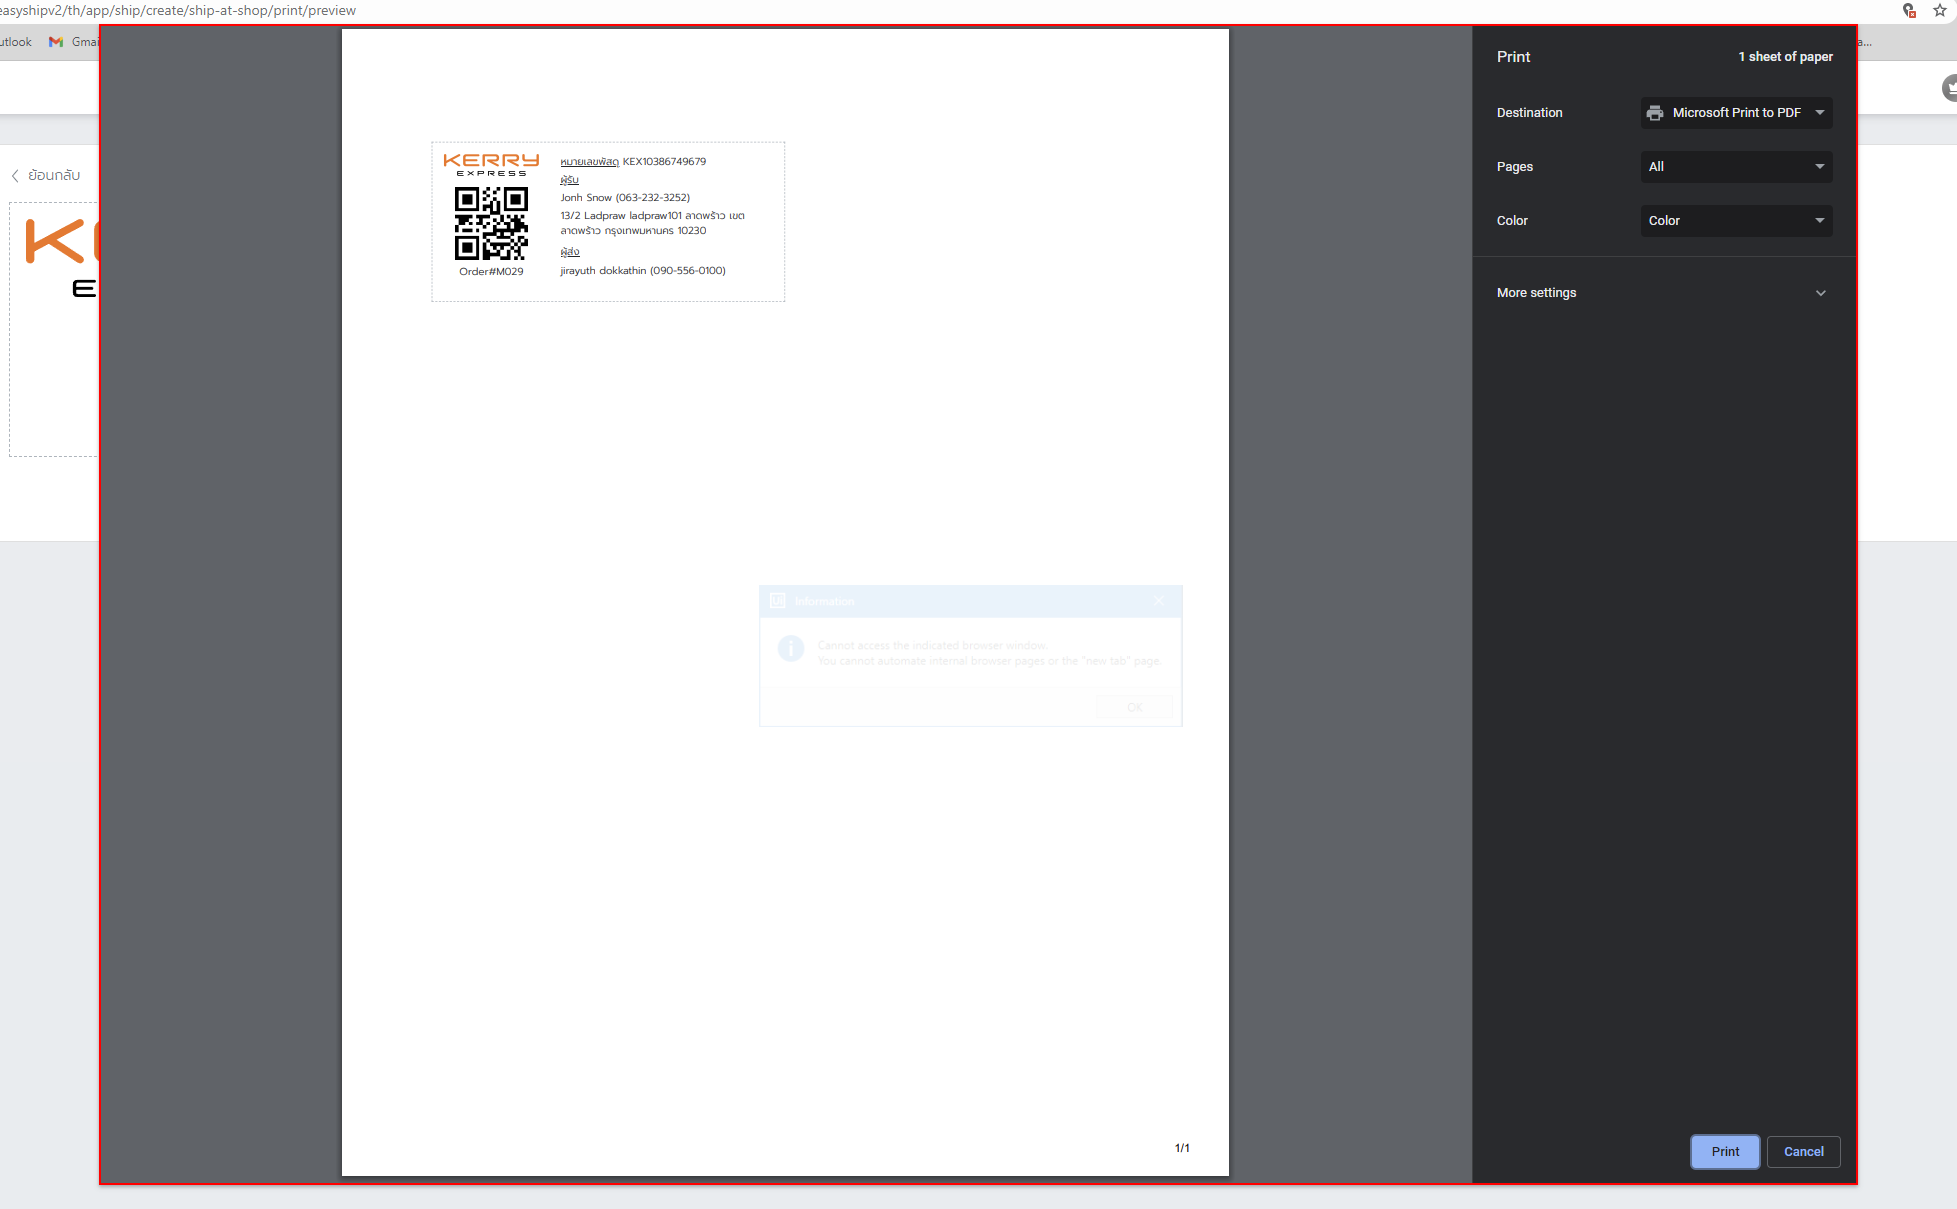 easyshipv2/th/app/ship/create/ship-at-shop/print/preview
utlook
Gmai
a...
ย้อนกลับ
KERRY
EXPRESS
Order#M029
หมายเลขพัสดุ KEX10386749679
ผู้รับ
Jonh Snow (063-232-3252)
13/2 Ladpraw ladpraw101 ลาดพร้าว เขต
ลาดพร้าว กรุงเทพมหานคร 10230
ผู้ส่ง
jirayuth dokkathin (090-556-0100)
Information
Cannot access the indicated browser window.
You cannot automate internal browser pages or the "new tab" page.
OK
1/1
Print
1 sheet of paper
Destination
Microsoft Print to PDF
Pages
All
Color
Color
More settings
Print
Cancel